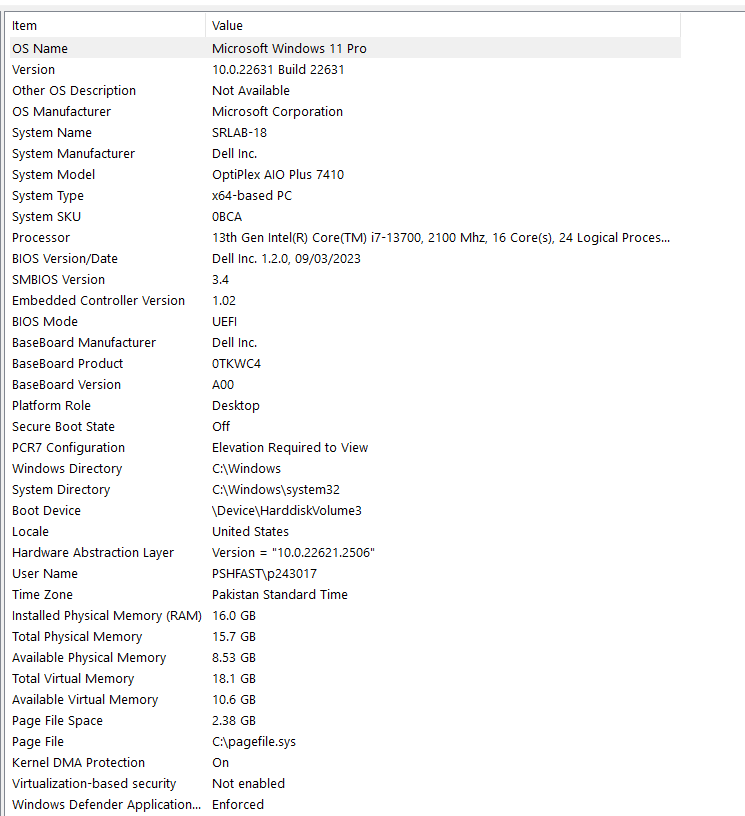 Item Value
OS Name Microsoft Windows 11 Pro
Version 10.0.22631 Build 22631
Other OS Description Not Available
OS Manufacturer Microsoft Corporation
System Name SRLAB-18
System Manufacturer Dell Inc.
System Model OptiPlex AIO Plus 7410
System Type x64-based PC
System SKU 0BCA
Processor 13th Gen Intel(R) Core(TM) i7-13700, 2100 Mhz, 16 Core(s), 24 Logical Proces...
BIOS Version/Date Dell Inc. 1.2.0, 09/03/2023
SMBIOS Version 3.4
Embedded Controller Version 1.02
BIOS Mode UEFI
BaseBoard Manufacturer Dell Inc.
BaseBoard Product 0TKWC4
BaseBoard Version A00
Platform Role Desktop
Secure Boot State Off
PCR7 Configuration Elevation Required to View
Windows Directory C:\Windows
System Directory C:\Windows\system32
Boot Device \Device\HarddiskVolume3
Locale United States
Hardware Abstraction Layer Version = "10.0.22621.2506"
User Name PSHFAST\p243017
Time Zone Pakistan Standard Time
Installed Physical Memory (RAM) 16.0 GB
Total Physical Memory 15.7 GB
Available Physical Memory 8.53 GB
Total Virtual Memory 18.1 GB
Available Virtual Memory 10.6 GB
Page File Space 2.38 GB
Page File C:\pagefile.sys
Kernel DMA Protection On
Virtualization-based security Not enabled
Windows Defender Application... Enforced